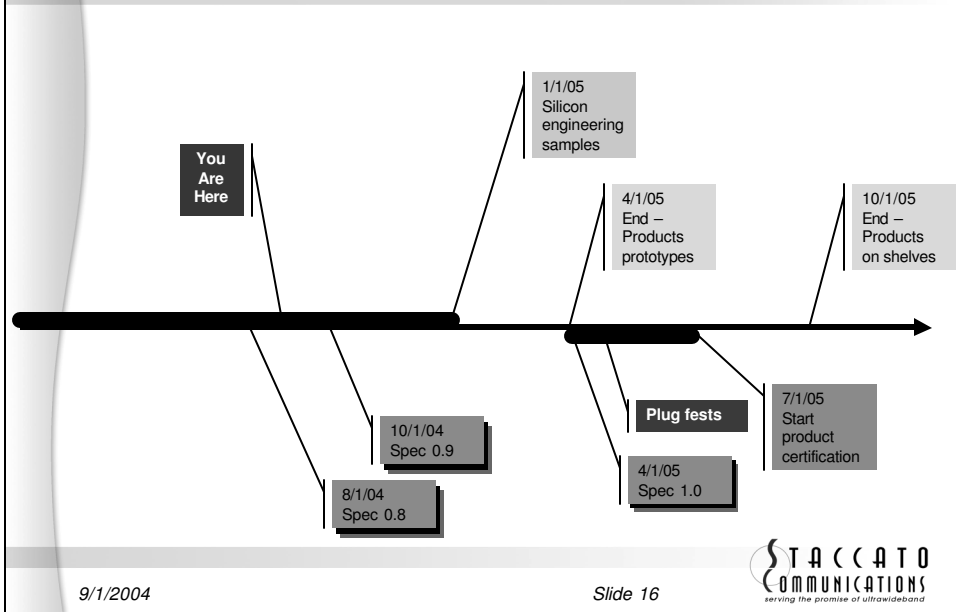 1/1/05
Silicon
engineering
samples
You
Are
Here
4/1/05
End –
Products
prototypes
10/1/05
End –
Products
on shelves
10/1/04
Spec 0.9
8/1/04
Spec 0.8
Plug fests
4/1/05
Spec 1.0
7/1/05
Start
product
certification
9/1/2004
Slide 16
STACCATO
COMMUNICATIONS
serving the promise of ultrawideband